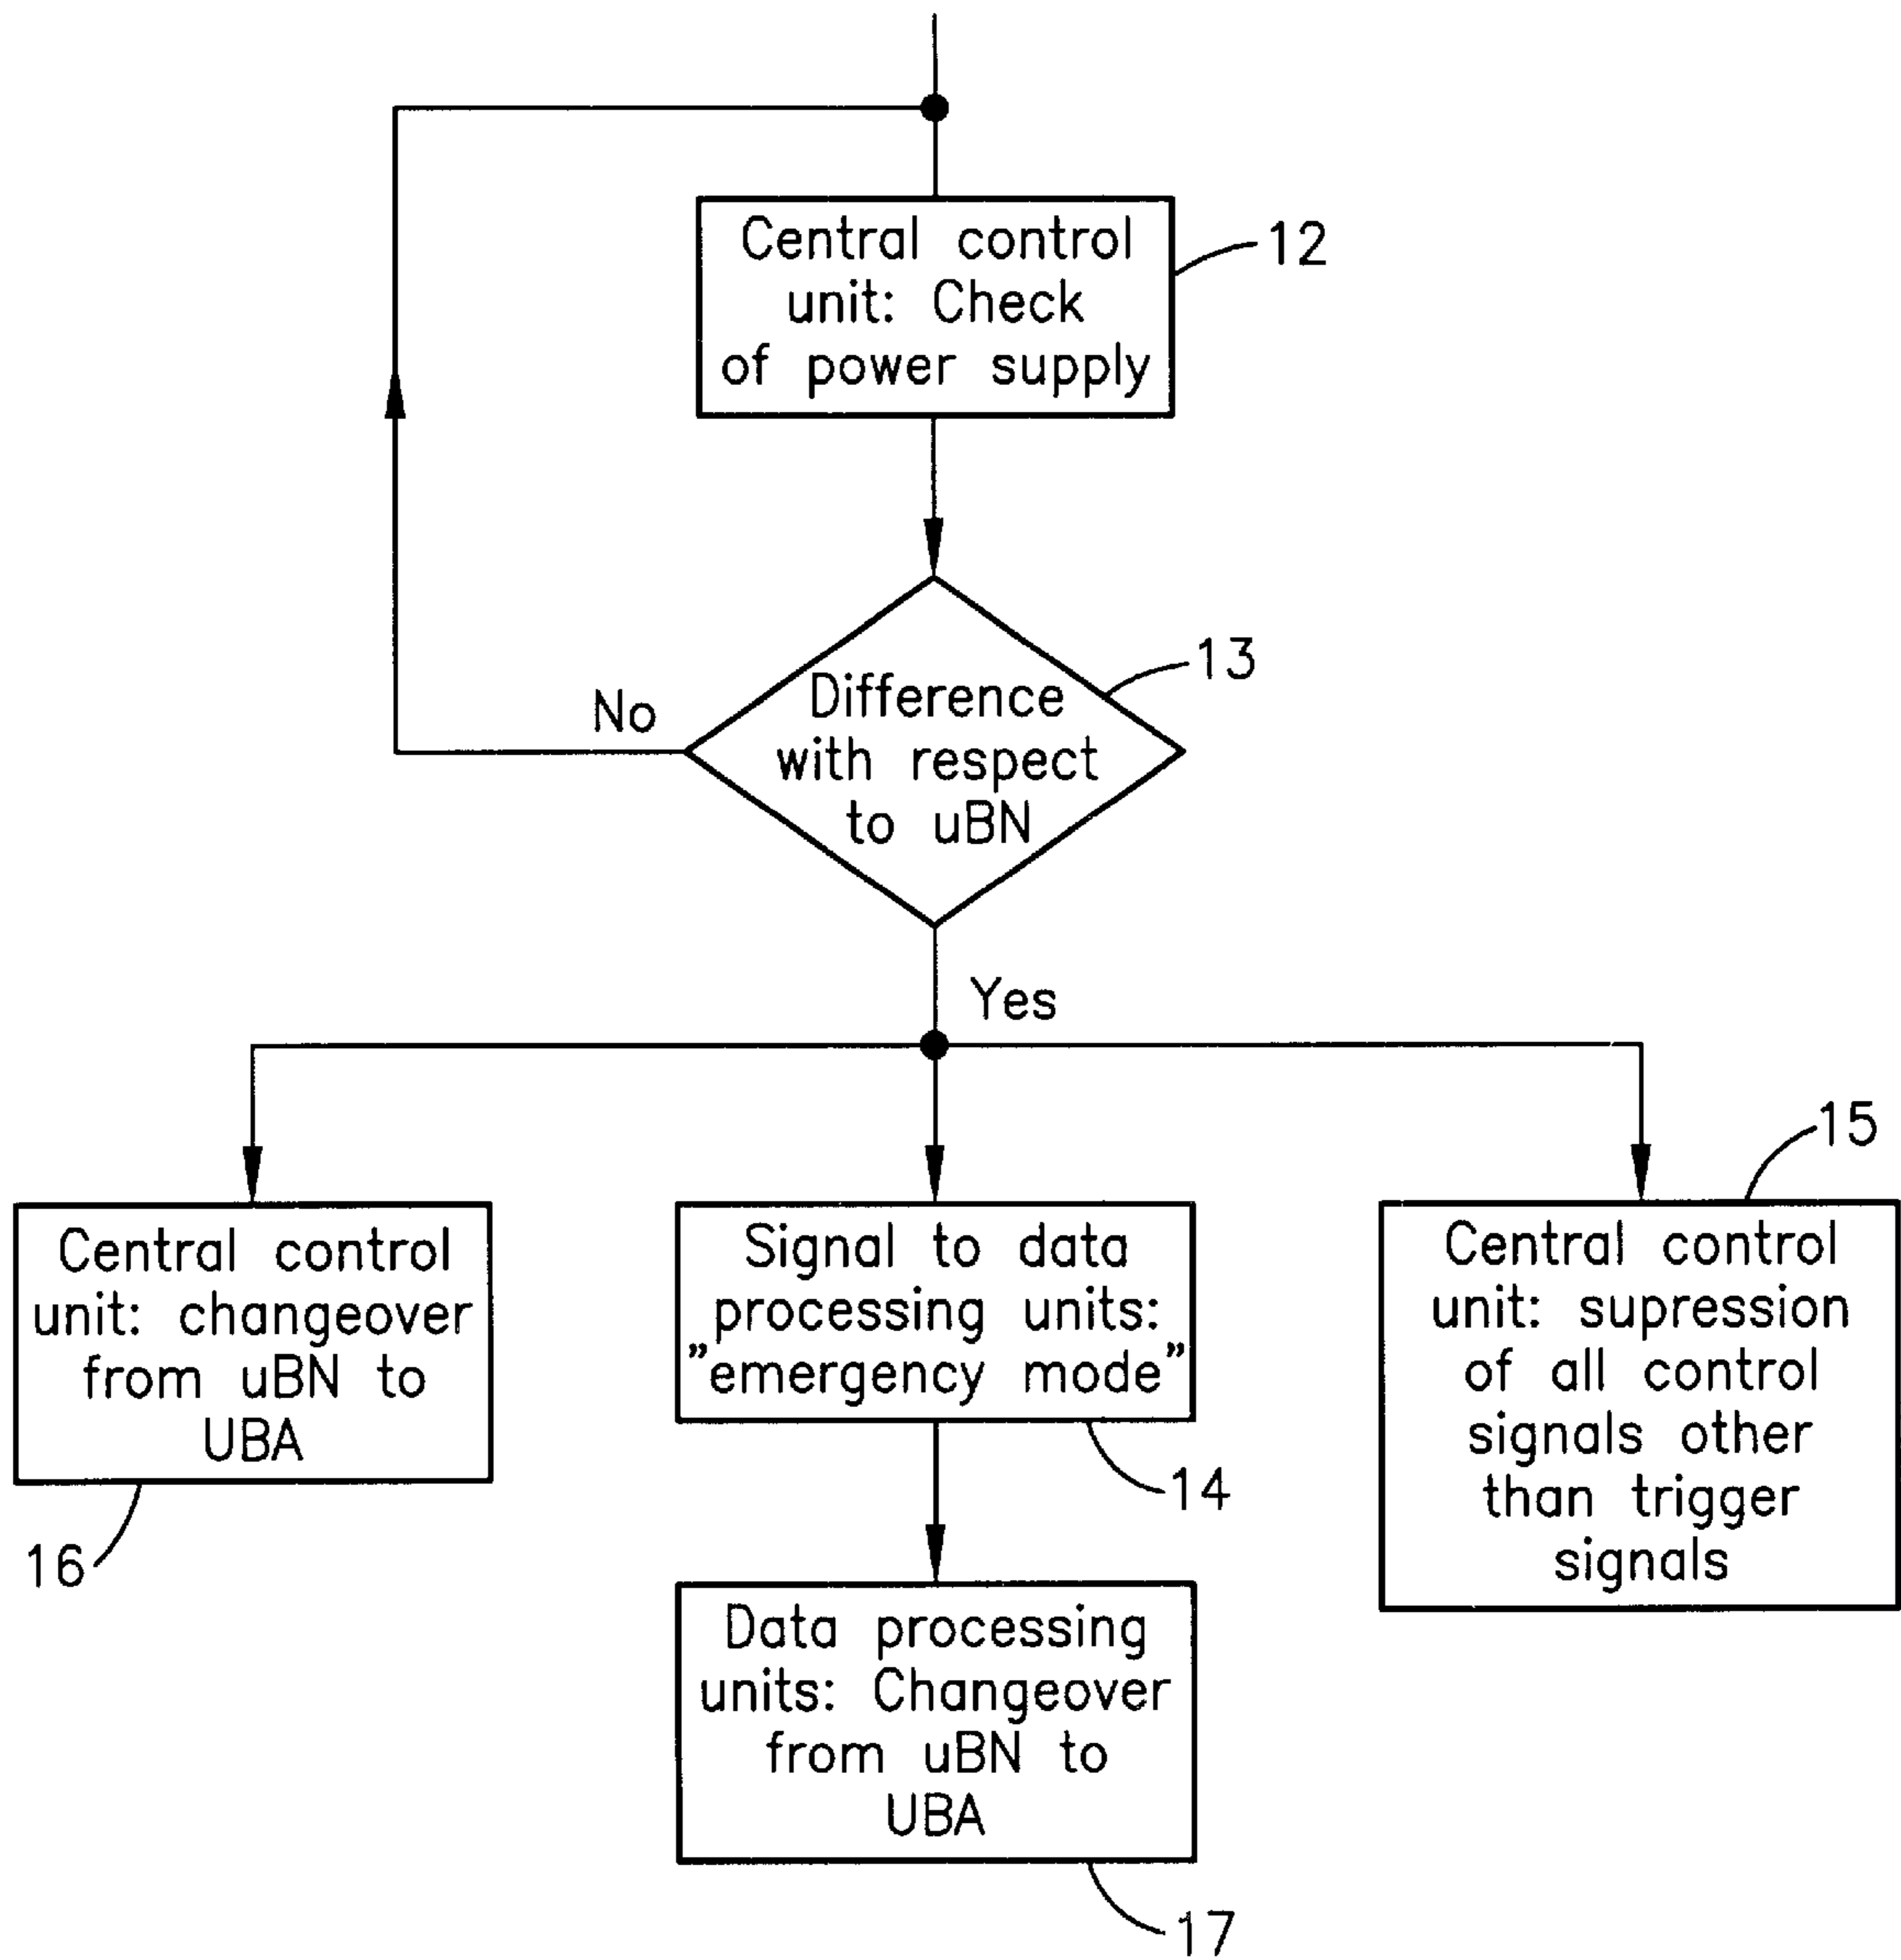 Central control
unit: Check
of power supply
12
13
Difference
with respect
to uBN
No
Yes
Central control
unit: changeover
from uBN to
UBA
16
Signal to data
processing units:
"emergency mode"
14
Central control
unit: supression
of all control
signals other
than trigger
signals
15
Data processing
units: Changeover
from uBN to
UBA
17